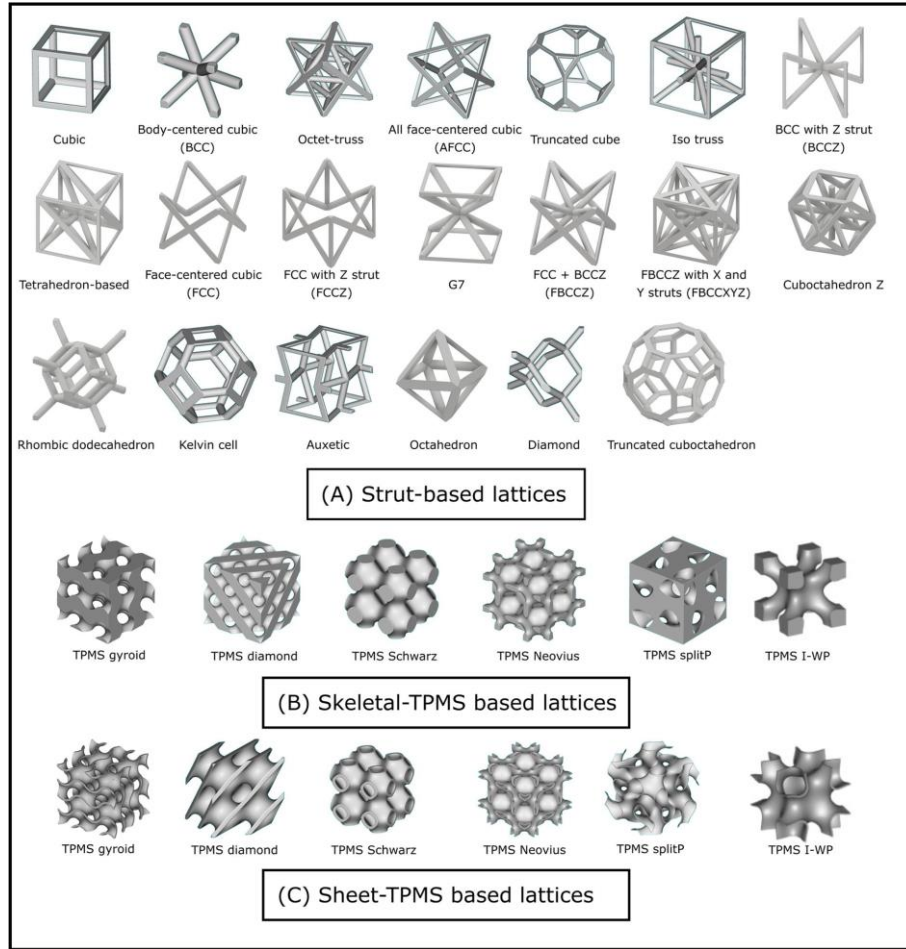 Cubic
Body-centered cubic
(BCC)
Octet-truss
All face-centered cubic
(AFCC)
Truncated cube
Iso truss
BCC with Z strut
(BCCZ)
Tetrahedron-based
Face-centered cubic
(FCC)
FCC with Z strut
(FCCZ)
G7
FCC + BCCZ
(FBCCZ)
FBCCZ with X and
Y struts (FBCCXYZ)
Cuboctahedron Z
Rhombic dodecahedron
Kelvin cell
Auxetic
Octahedron
Diamond
Truncated cuboctahedron
(A) Strut-based lattices
TPMS gyroid
TPMS diamond
TPMS Schwarz
TPMS Neovius
TPMS splitP
TPMS I-WP
(B) Skeletal-TPMS based lattices
TPMS gyroid
TPMS diamond
TPMS Schwarz
TPMS Neovius
TPMS splitP
TPMS I-WP
(C) Sheet-TPMS based lattices